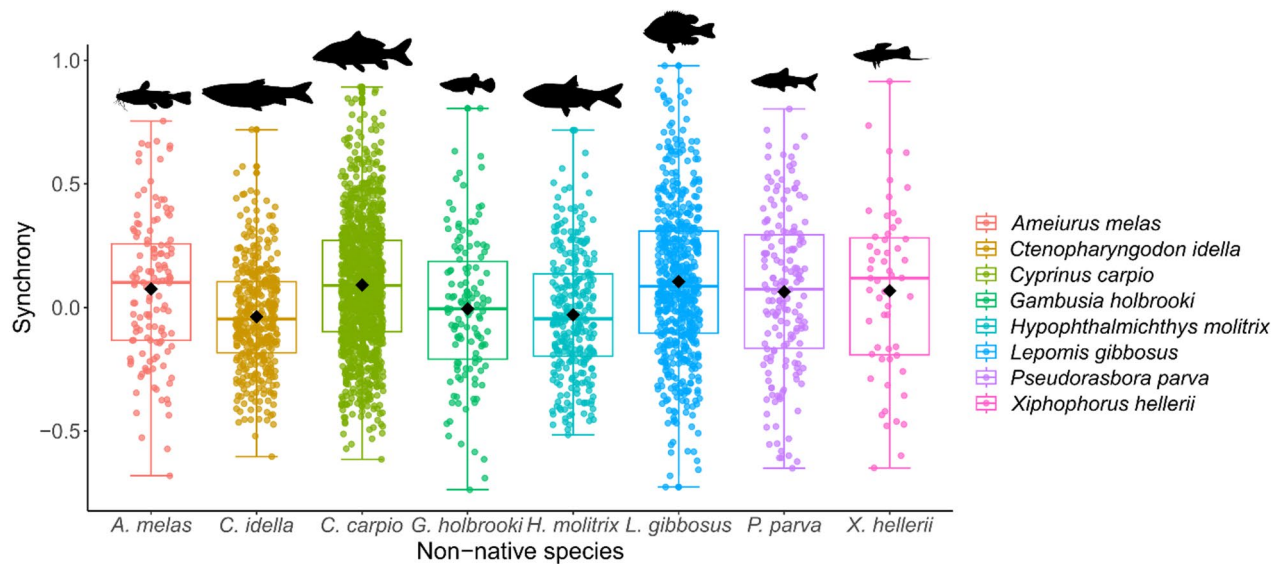 Synchrony
1.0
0.5
0.0
−0.5
A. melas
C. idella
C. carpio
G. holbrooki
H. molitrix
L. gibbosus
P. parva
X. hellerii
Non−native species
Ameiurus melas
Ctenopharyngodon idella
Cyprinus carpio
Gambusia holbrooki
Hypophthalmichthys molitrix
Lepomis gibbosus
Pseudorasbora parva
Xiphophorus hellerii